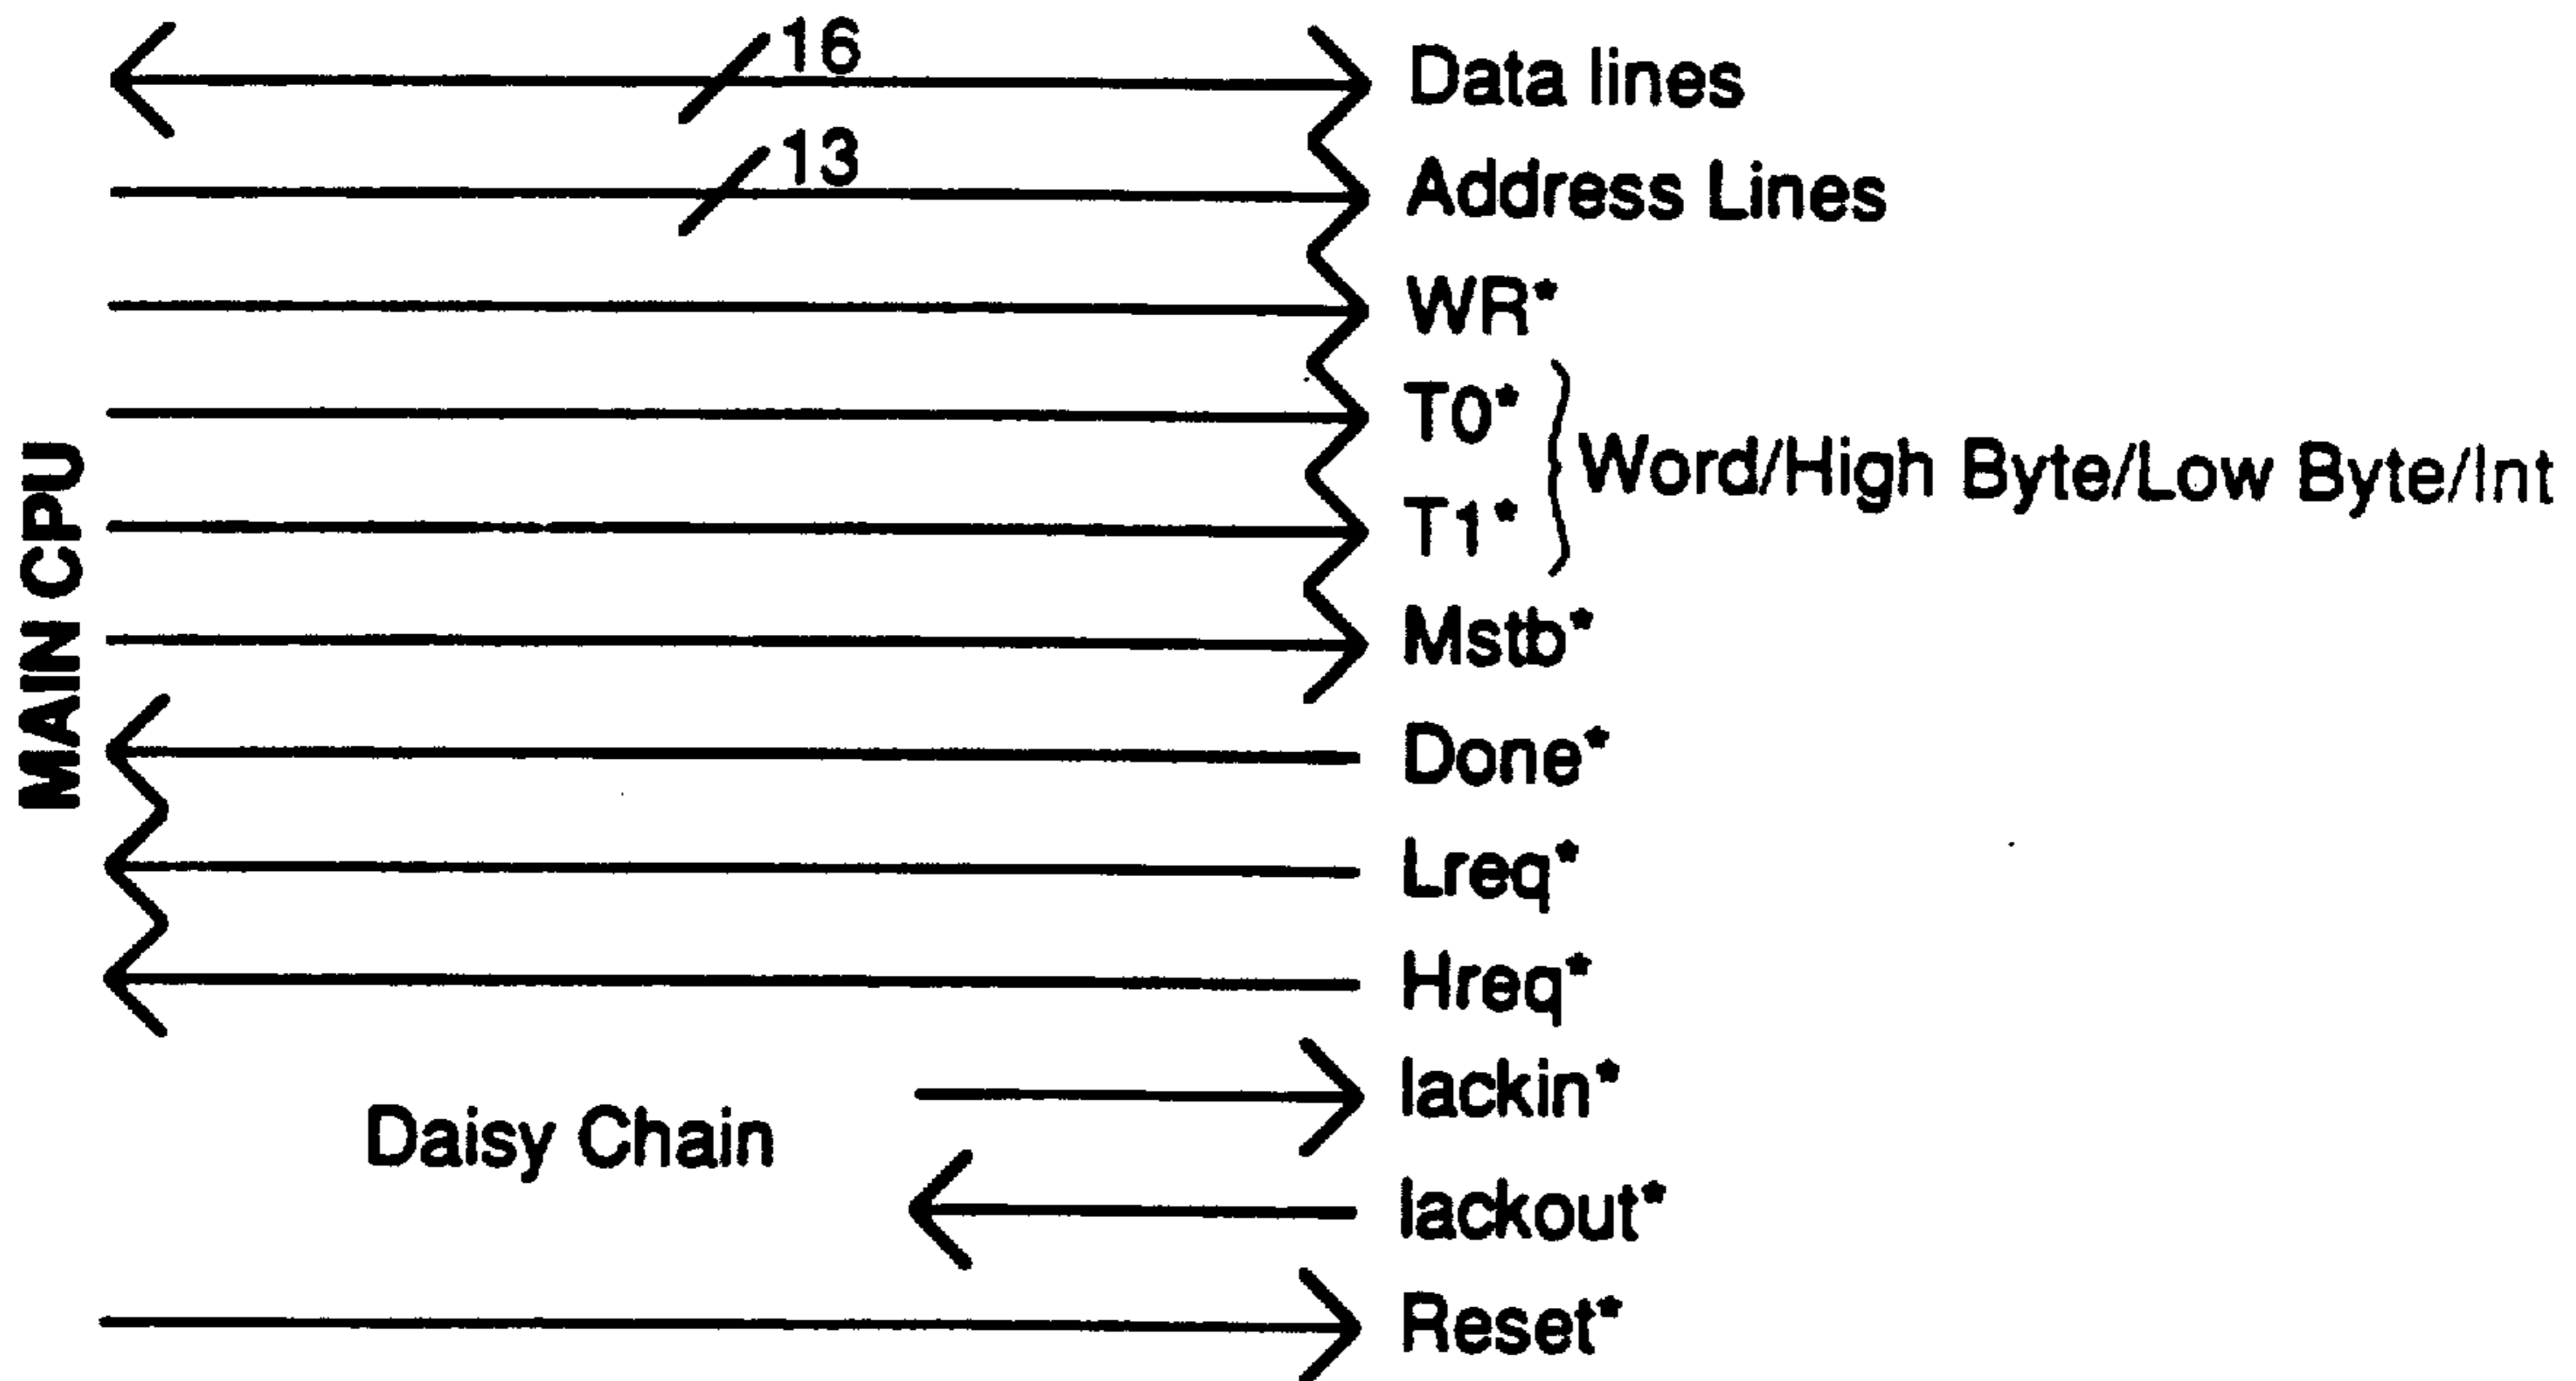 16
Data lines
13
Address Lines
WR*
T0*
Word/High Byte/Low Byte/Int
T1*
MAIN CPU
Mstb*
Done*
Lreq*
Hreq*
Iackin*
Daisy Chain
Iackout*
Reset*